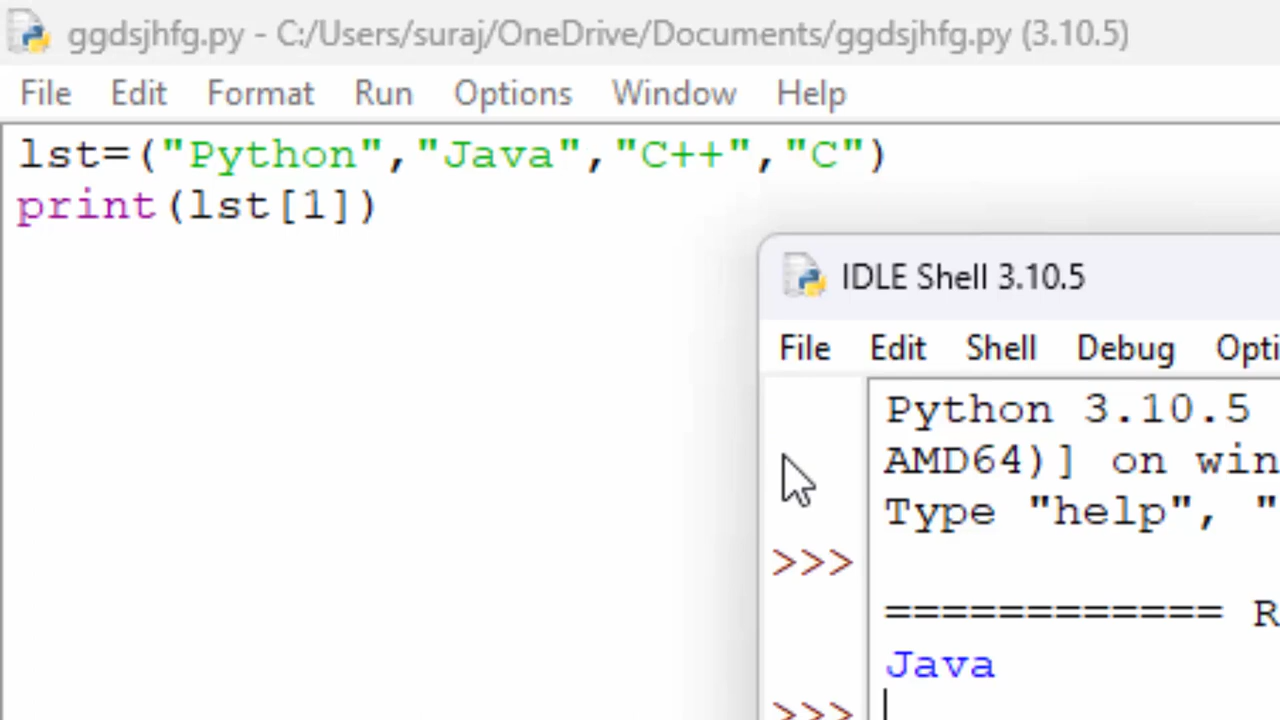 ggdsjhfg.py - C:/Users/suraj/OneDrive/Documents/ggdsjhfg.py (3.10.5)
File Edit Format Run Options Window Help
lst=("Python","Java","C++","C")
print(lst[1])
IDLE Shell 3.10.5
File Edit Shell Debug Opti
Python 3.10.5
AMD64)] on win
Type "help", "
>>>
============ R
Java
>>>